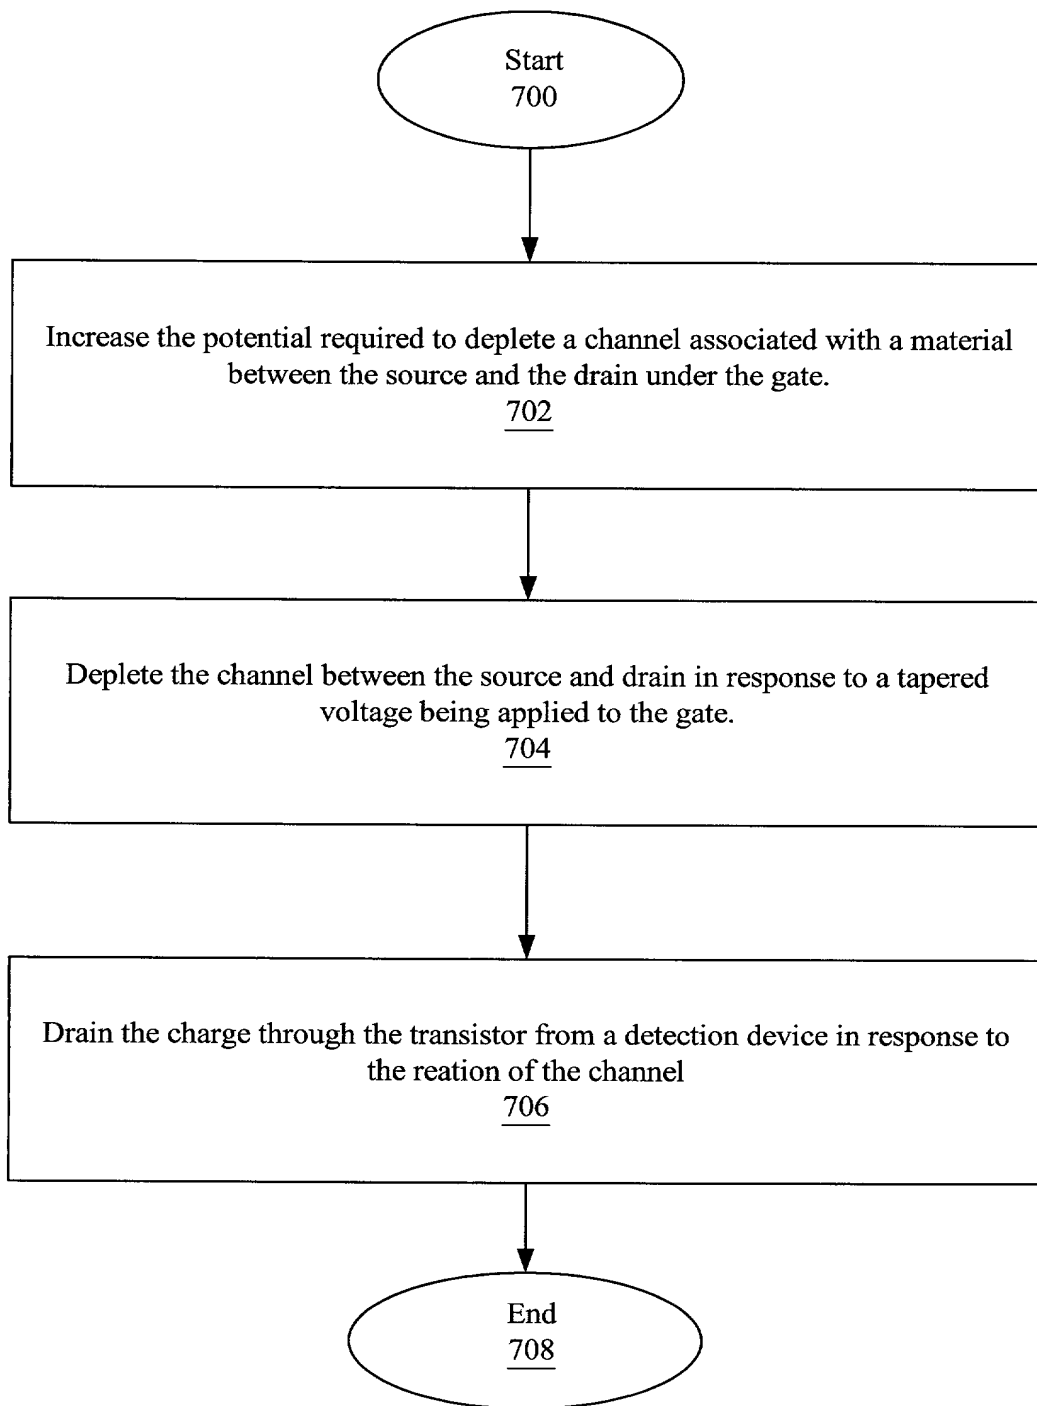 Start
700
Increase the potential required to deplete a channel associated with a material
between the source and the drain under the gate.
702
Deplete the channel between the source and drain in response to a tapered
voltage being applied to the gate.
704
Drain the charge through the transistor from a detection device in response to
the reation of the channel
706
End
708